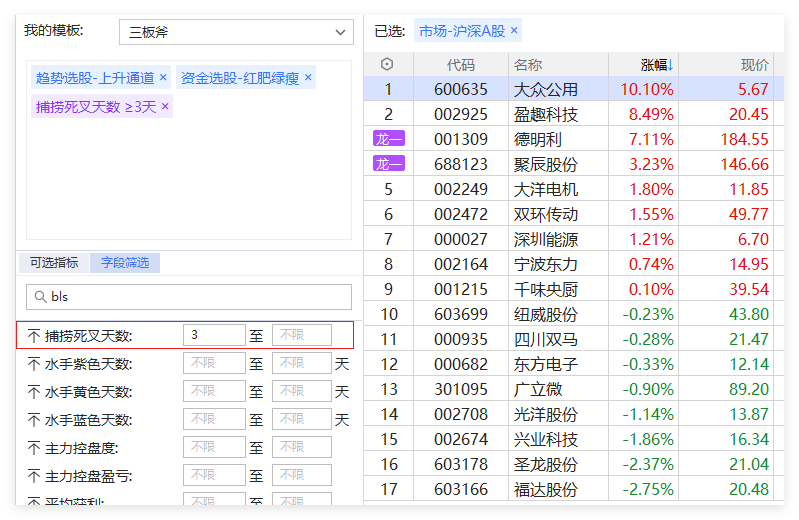 我的模板: 三板斧
趋势选股-上升通道 × 资金选股-红肥绿瘦 ×
捕捞死叉天数 ≥3天 ×
可选指标 字段筛选
bls
捕捞死叉天数: 3 至 不限
水手紫色天数: 不限 至 不限 天
水手黄色天数: 不限 至 不限 天
水手蓝色天数: 不限 至 不限 天
主力控盘度: 不限 至 不限
主力控盘盈亏: 不限 至 不限
平均获利: 不限 至 不限
已选: 市场-沪深A股 ×
代码 名称 涨幅↓ 现价
1 600635 大众公用 10.10% 5.67
2 002925 盈趣科技 8.49% 20.45
龙一 001309 德明利 7.11% 184.55
龙一 688123 聚辰股份 3.23% 146.66
5 002249 大洋电机 1.80% 11.85
6 002472 双环传动 1.55% 49.77
7 000027 深圳能源 1.21% 6.70
8 002164 宁波东力 0.74% 14.95
9 001215 千味央厨 0.10% 39.54
10 603699 纽威股份 -0.23% 43.80
11 000935 四川双马 -0.28% 21.47
12 000682 东方电子 -0.33% 12.14
13 301095 广立微 -0.90% 89.20
14 002708 光洋股份 -1.14% 13.87
15 002674 兴业科技 -1.86% 16.34
16 603178 圣龙股份 -2.37% 21.04
17 603166 福达股份 -2.75% 20.48